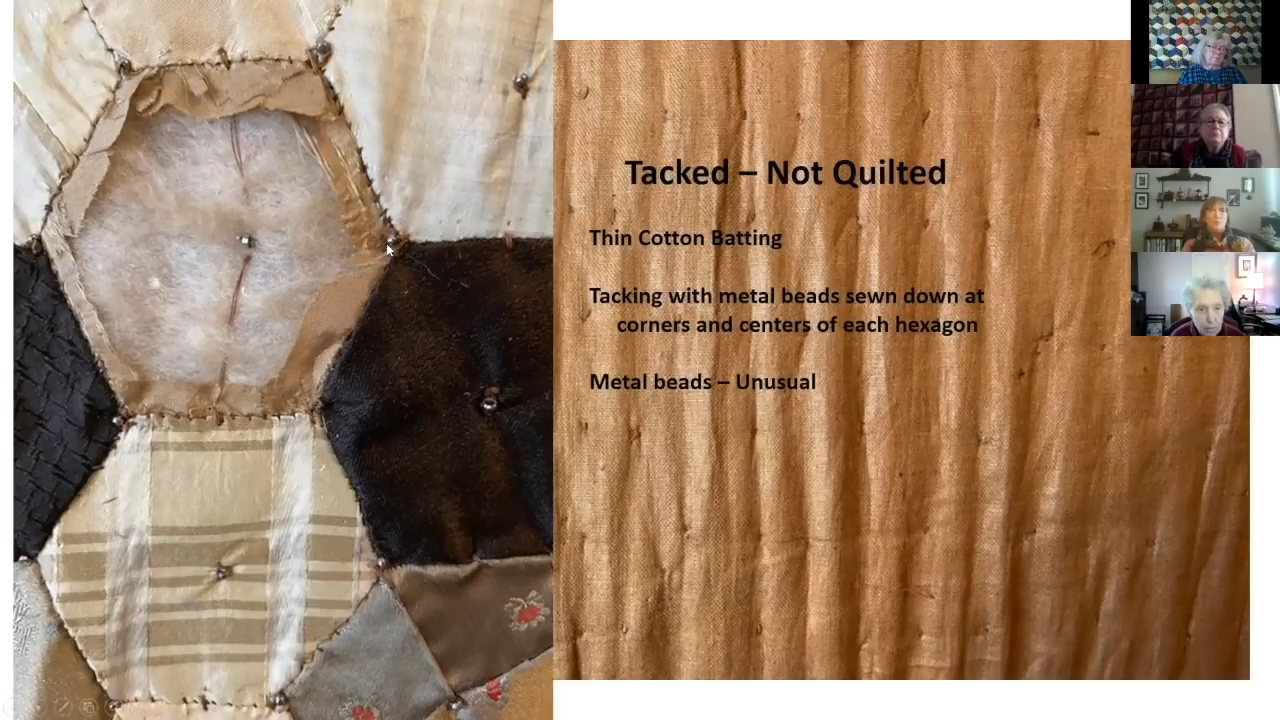 Tacked – Not Quilted
Thin Cotton Batting
Tacking with metal beads sewn down at
corners and centers of each hexagon
Metal beads – Unusual